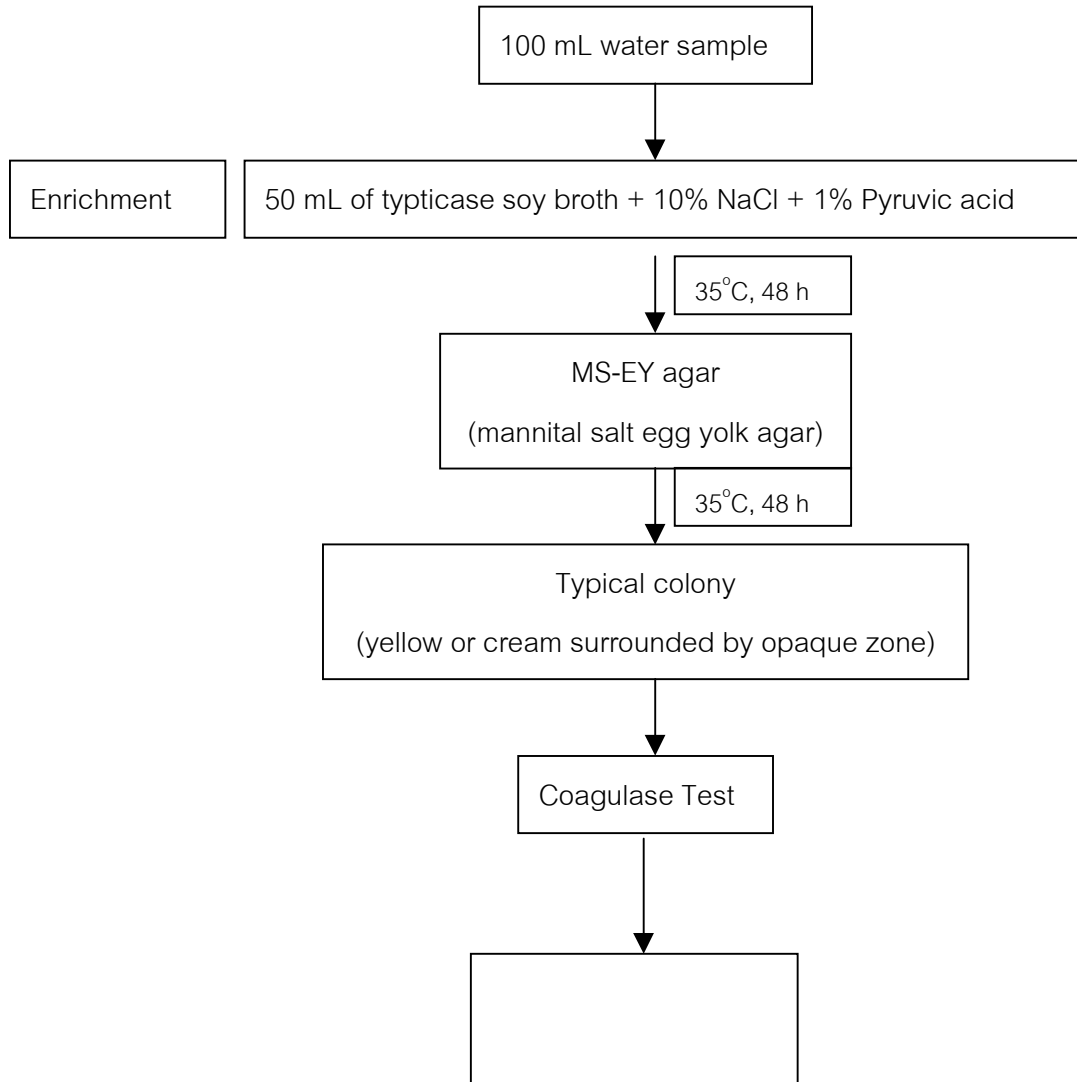 100 mL water sample
Enrichment
50 mL of typticase soy broth + 10% NaCl + 1% Pyruvic acid
35°C, 48 h
MS-EY agar
(mannital salt egg yolk agar)
35°C, 48 h
Typical colony
(yellow or cream surrounded by opaque zone)
Coagulase Test